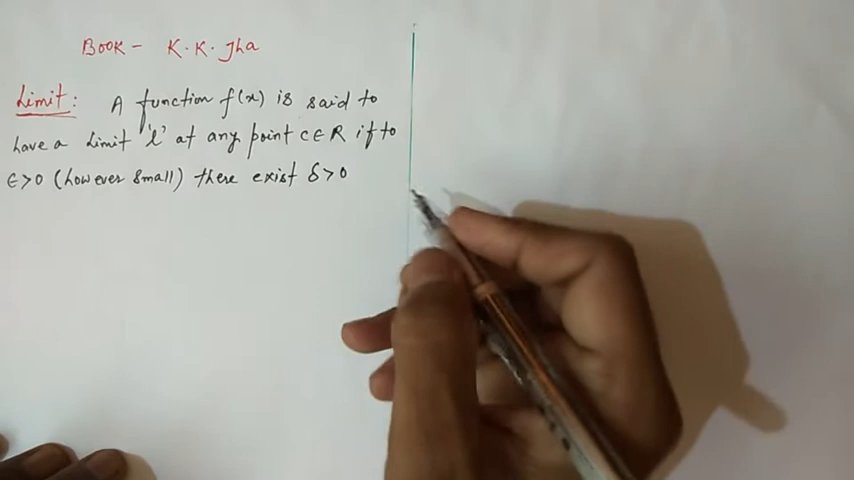 Book - K.K. Jha
Limit: A function f(x) is said to
have a limit 'l' at any point c∈R if to
∈>0 (however small) there exist δ>0